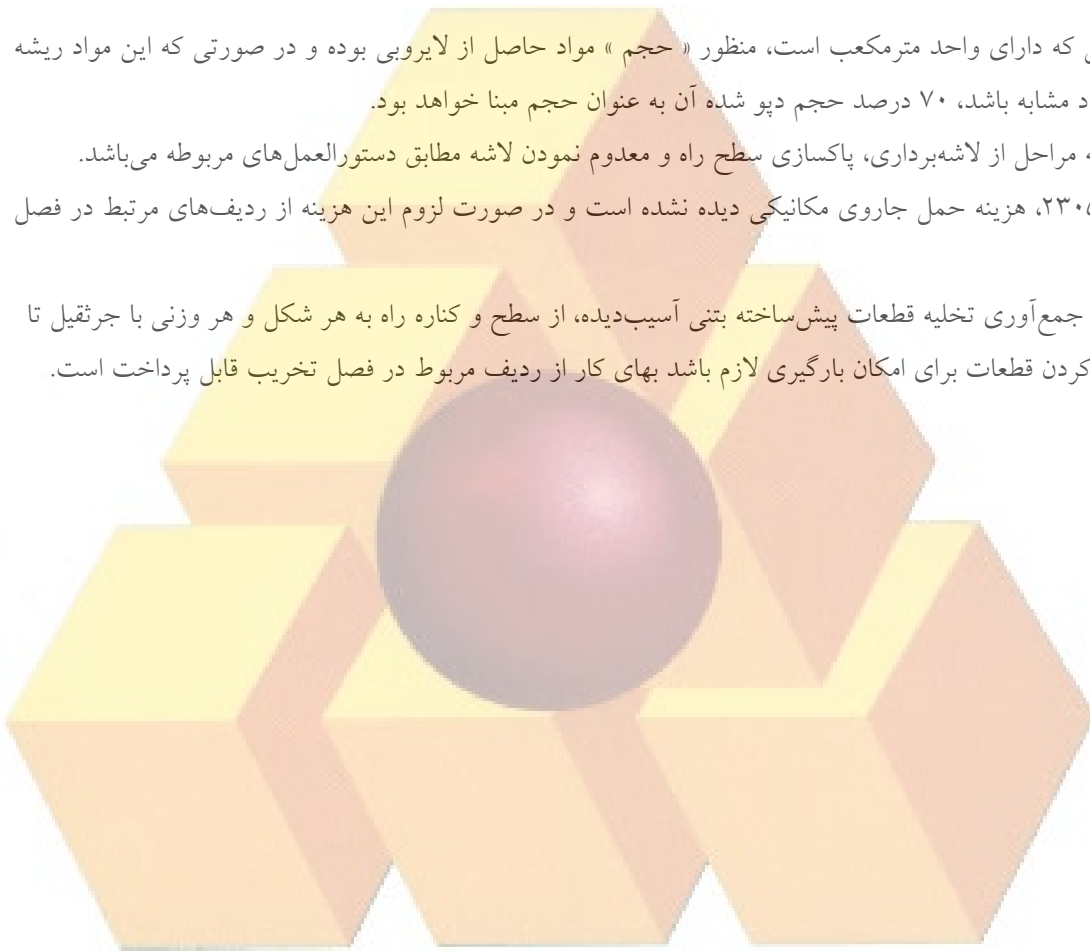 که دارای واحد مترمکعب است، منظور « حجم » مواد حاصل از لایروبی بوده و در صورتی که این مواد ریشه
مشابه باشد، ۷۰ درصد حجم دپو شده آن به عنوان حجم مبنا خواهد بود.
مراحل از لاشه‌برداری، پاکسازی سطح راه و معدوم نمودن لاشه مطابق دستورالعمل‌های مربوطه می‌باشد.
هزینه حمل جاروی مکانیکی دیده نشده است و در صورت لزوم این هزینه از ردیف‌های مرتبط در فصل
جمع‌آوری تخلیه قطعات پیش‌ساخته بتنی آسیب‌دیده، از سطح و کناره راه به هر شکل و هر وزنی با جرثقیل تا
کردن قطعات برای امکان بارگیری لازم باشد بهای کار از ردیف مربوط در فصل تخریب قابل پرداخت است.